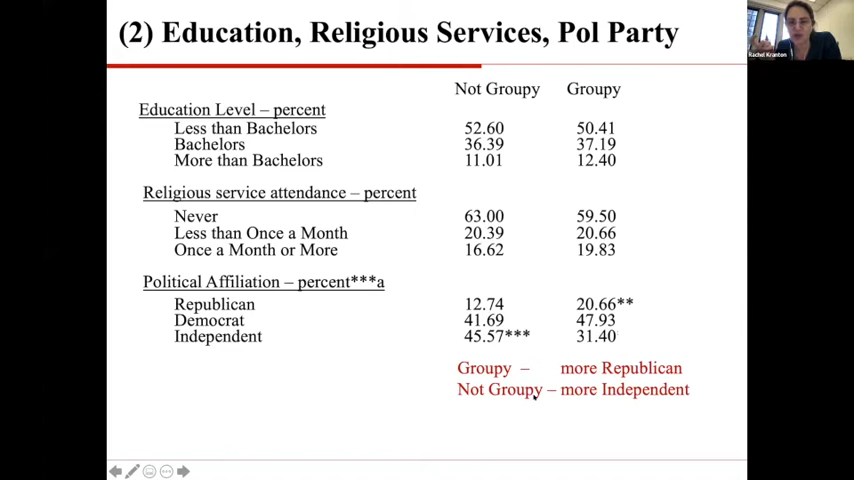 (2) Education, Religious Services, Pol Party
Rachel Kranton
Not Groupy Groupy
Education Level – percent
Less than Bachelors 52.60 50.41
Bachelors 36.39 37.19
More than Bachelors 11.01 12.40
Religious service attendance – percent
Never 63.00 59.50
Less than Once a Month 20.39 20.66
Once a Month or More 16.62 19.83
Political Affiliation – percent***a
Republican 12.74 20.66**
Democrat 41.69 47.93
Independent 45.57*** 31.40
Groupy – more Republican
Not Groupy – more Independent